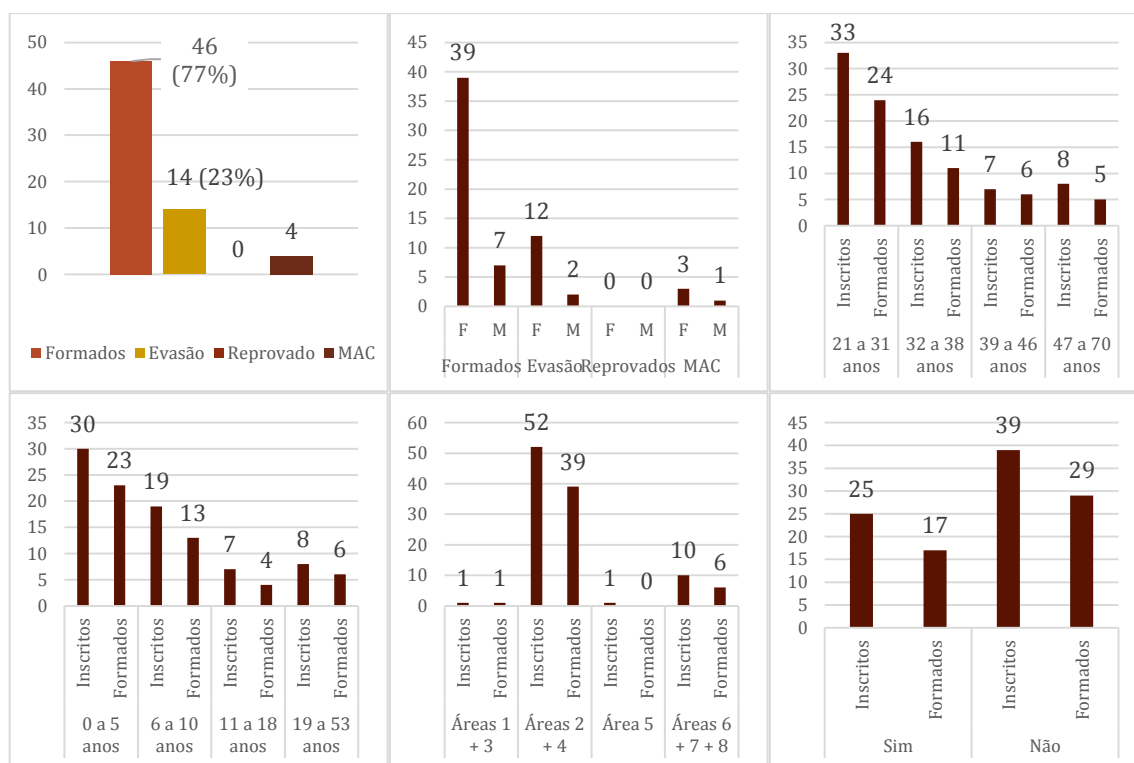 50
40
30
20
10
0
46
(77%)
14 (23%)
0
4
Formados Evasão Reprovado MAC
45
40
35
30
25
20
15
10
5
0
39
7
12
2
0
0
3
1
F M F M F M F M
Formados Evasão Reprovados MAC
35
30
25
20
15
10
5
0
33
24
16
11
7
6
8
5
Inscritos
Formados
Inscritos
Formados
Inscritos
Formados
Inscritos
Formados
21 a 31
anos
32 a 38
anos
39 a 46
anos
47 a 70
anos
35
30
25
20
15
10
5
0
30
23
19
13
7
4
8
6
Inscritos
Formados
Inscritos
Formados
Inscritos
Formados
Inscritos
Formados
0 a 5
anos
6 a 10
anos
11 a 18
anos
19 a 53
anos
60
50
40
30
20
10
0
1
1
52
39
1
0
10
6
Inscritos
Formados
Inscritos
Formados
Inscritos
Formados
Inscritos
Formados
Áreas 1
+ 3
Áreas 2
+ 4
Área 5
Áreas 6
+ 7 + 8
45
40
35
30
25
20
15
10
5
0
25
17
39
29
Inscritos
Formados
Inscritos
Formados
Sim
Não